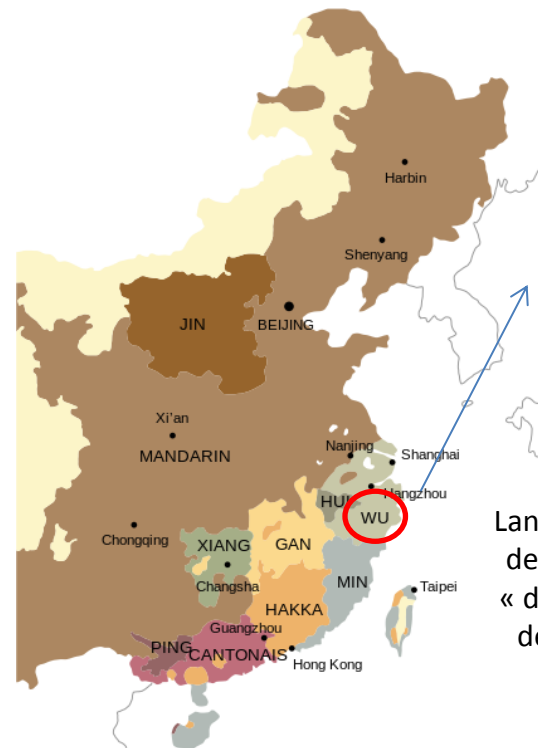 Harbin
Shenyang
JIN
BEIJING
Xi'an
MANDARIN
Nanjing
Shanghai
HUI
Hangzhou
WU
Chongqing
XIANG
GAN
Changsha
MIN
Taipei
HAKKA
Guangzhou
PING
CANTONAIS
Hong Kong
Lan
de
« d
de